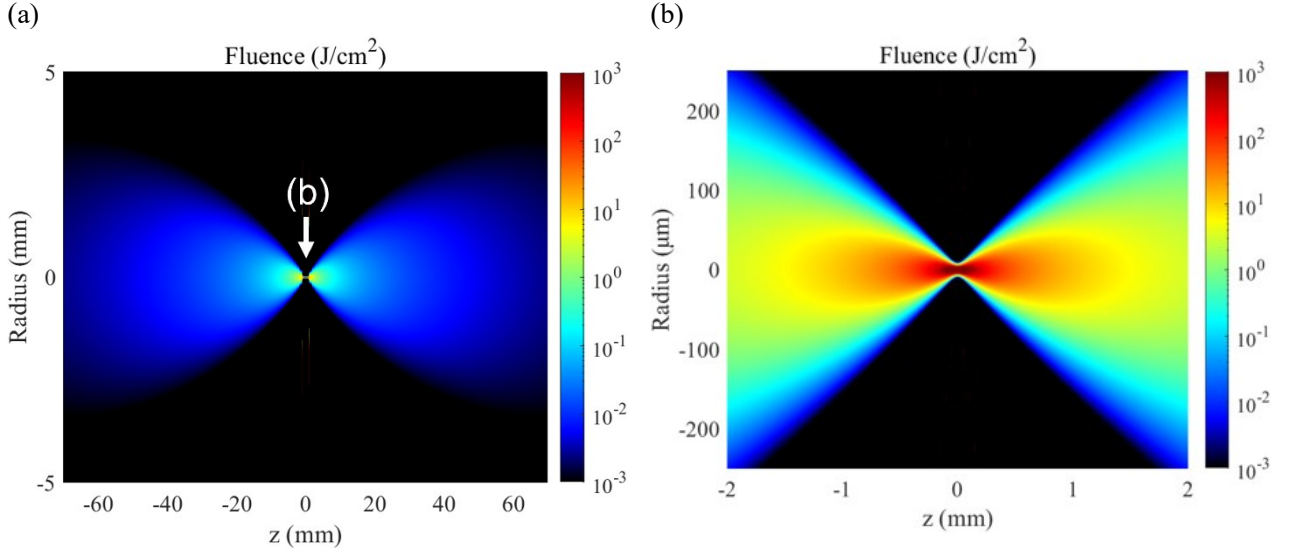 (a)
Fluence (J/cm²)
5
0
-5
Radius (mm)
(b)
-60 -40 -20 0 20 40 60
z (mm)
10³
10²
10¹
10⁰
10⁻¹
10⁻²
10⁻³
(b)
Fluence (J/cm²)
200
100
0
-100
-200
Radius (μm)
-2 -1 0 1 2
z (mm)
10³
10²
10¹
10⁰
10⁻¹
10⁻²
10⁻³